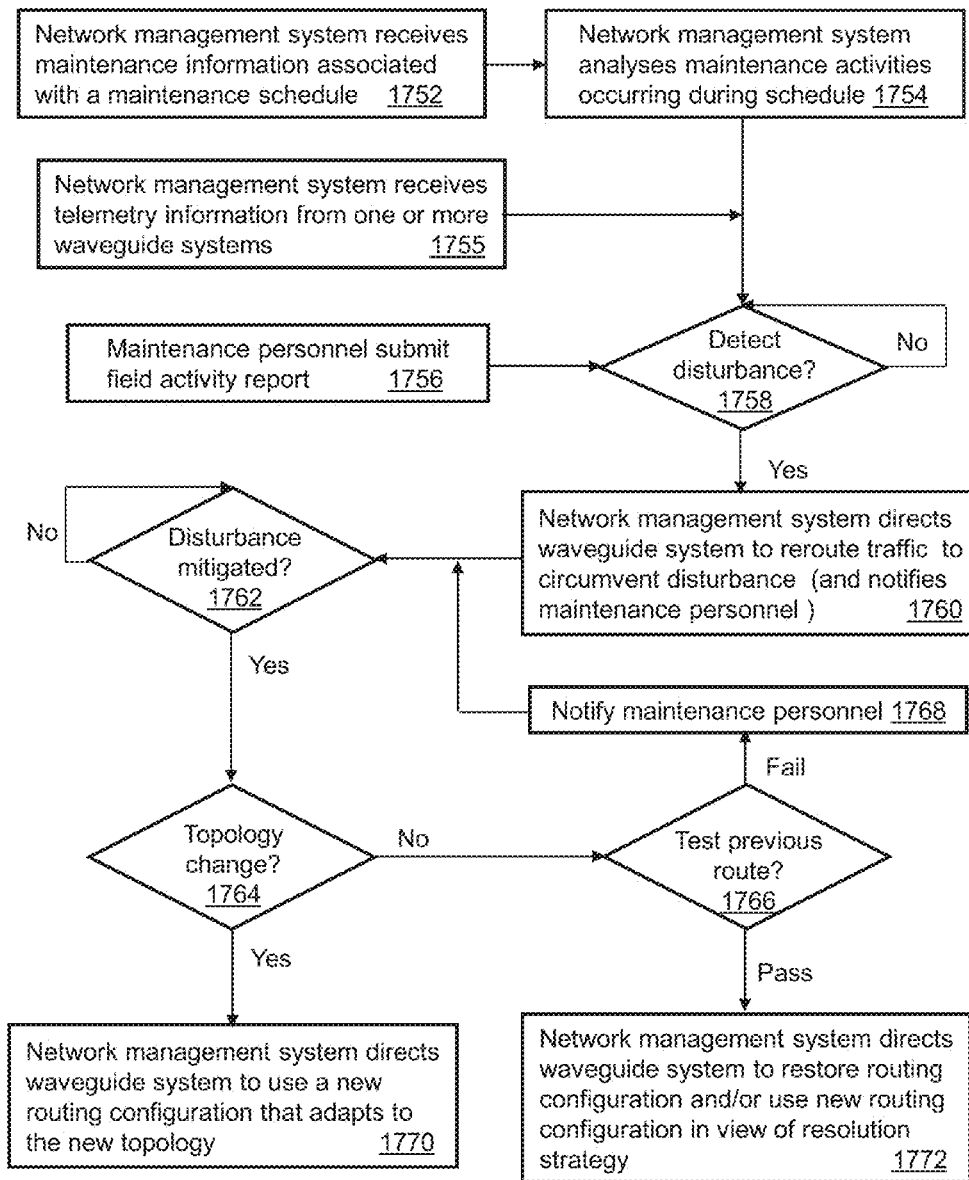 Network management system receives
maintenance information associated
with a maintenance schedule 1752
Network management system
analyses maintenance activities
occurring during schedule 1754
Network management system receives
telemetry information from one or more
waveguide systems 1755
Maintenance personnel submit
field activity report 1756
Detect
disturbance?
1758
No
Yes
Network management system directs
waveguide system to reroute traffic to
circumvent disturbance (and notifies
maintenance personnel ) 1760
No
Disturbance
mitigated?
1762
Yes
Notify maintenance personnel 1768
Fail
Topology
change?
1764
No
Test previous
route?
1766
Yes
Pass
Network management system directs
waveguide system to use a new
routing configuration that adapts to
the new topology 1770
Network management system directs
waveguide system to restore routing
configuration and/or use new routing
configuration in view of resolution
strategy 1772